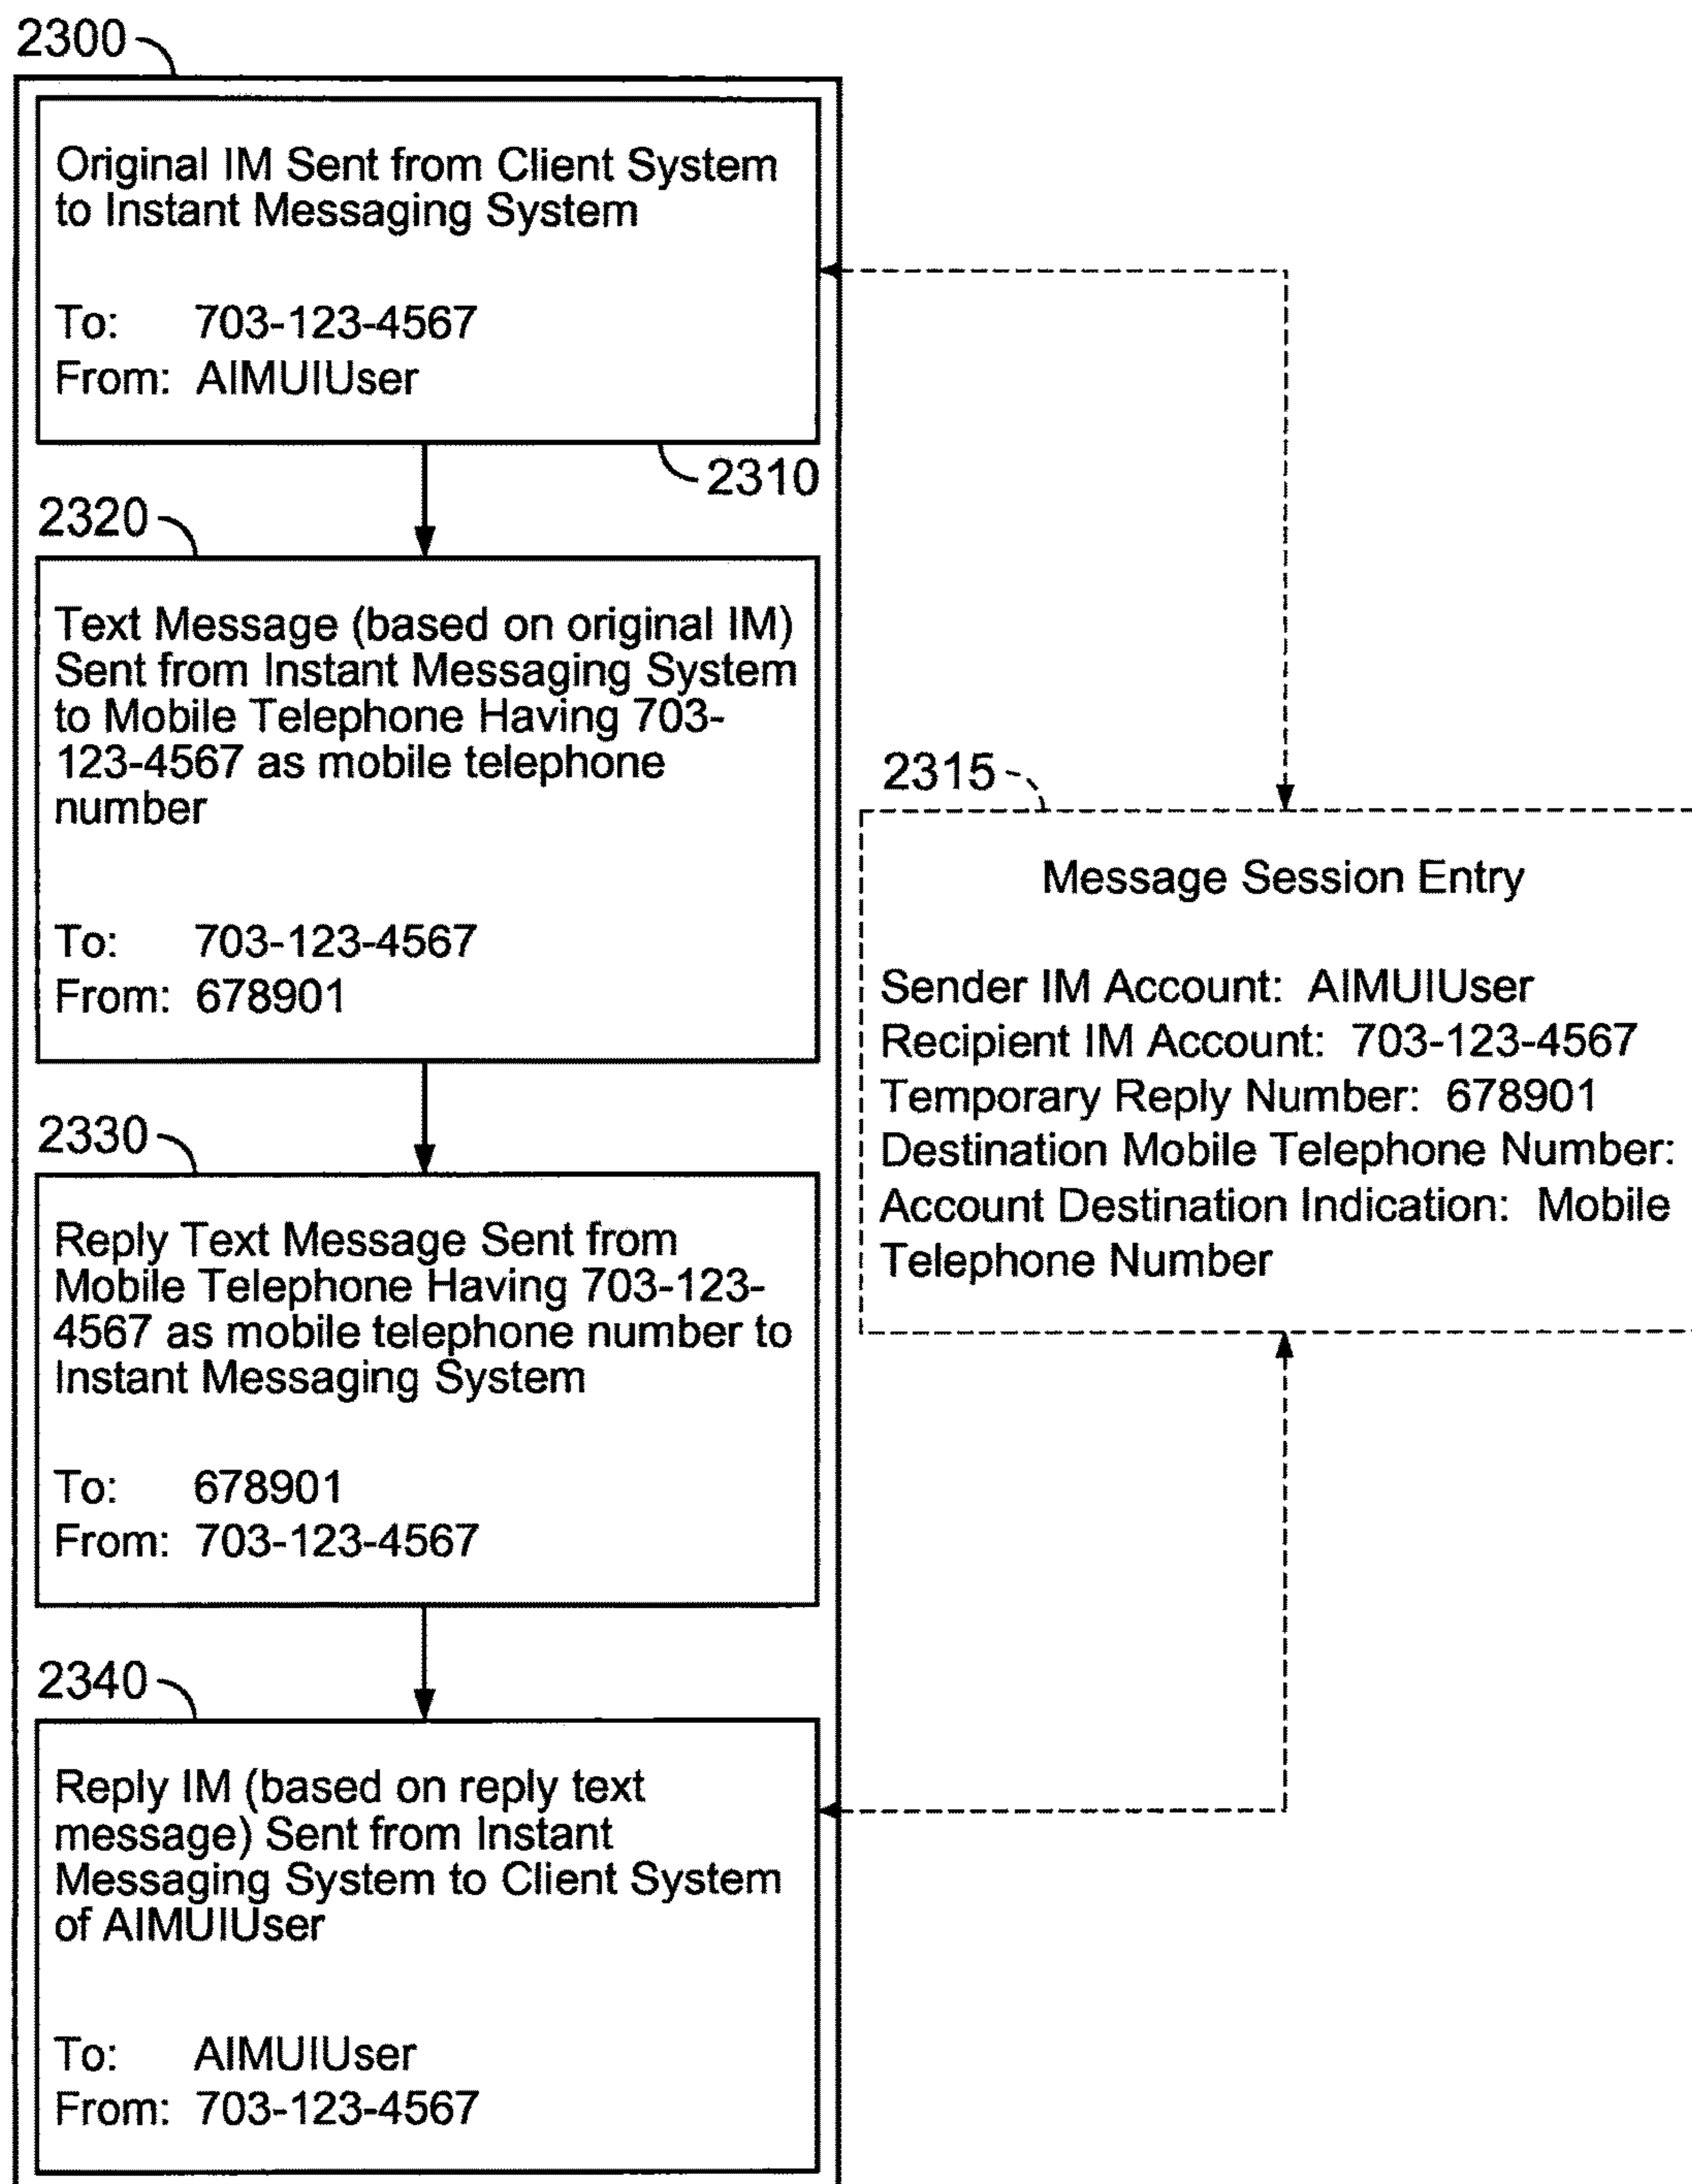 2300
Original IM Sent from Client System
to Instant Messaging System
To: 703-123-4567
From: AIMUIUser
2310
2320
Text Message (based on original IM)
Sent from Instant Messaging System
to Mobile Telephone Having 703-
123-4567 as mobile telephone
number
To: 703-123-4567
From: 678901
2330
Reply Text Message Sent from
Mobile Telephone Having 703-123-
4567 as mobile telephone number to
Instant Messaging System
To: 678901
From: 703-123-4567
2340
Reply IM (based on reply text
message) Sent from Instant
Messaging System to Client System
of AIMUIUser
To: AIMUIUser
From: 703-123-4567
2315
Message Session Entry
Sender IM Account: AIMUIUser
Recipient IM Account: 703-123-4567
Temporary Reply Number: 678901
Destination Mobile Telephone Number:
Account Destination Indication: Mobile
Telephone Number